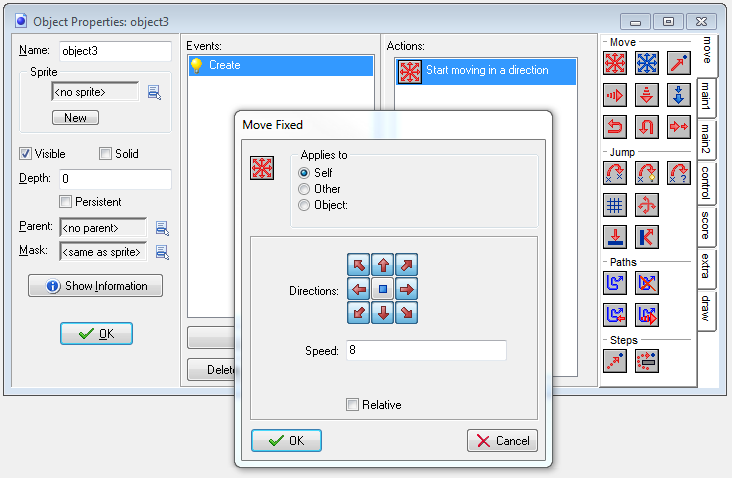 Object Properties: object3
Name: object3
Sprite
<no sprite>
New
Visible
Solid
Depth: 0
Persistent
Parent: <no parent>
Mask: <same as sprite>
Show Information
OK
Events:
Create
Delete
Actions:
Start moving in a direction
Move Fixed
Applies to
Self
Other
Object:
Directions:
Speed: 8
Relative
OK
Cancel
Move
Jump
Paths
Steps
move
main1
main2
control
score
extra
draw